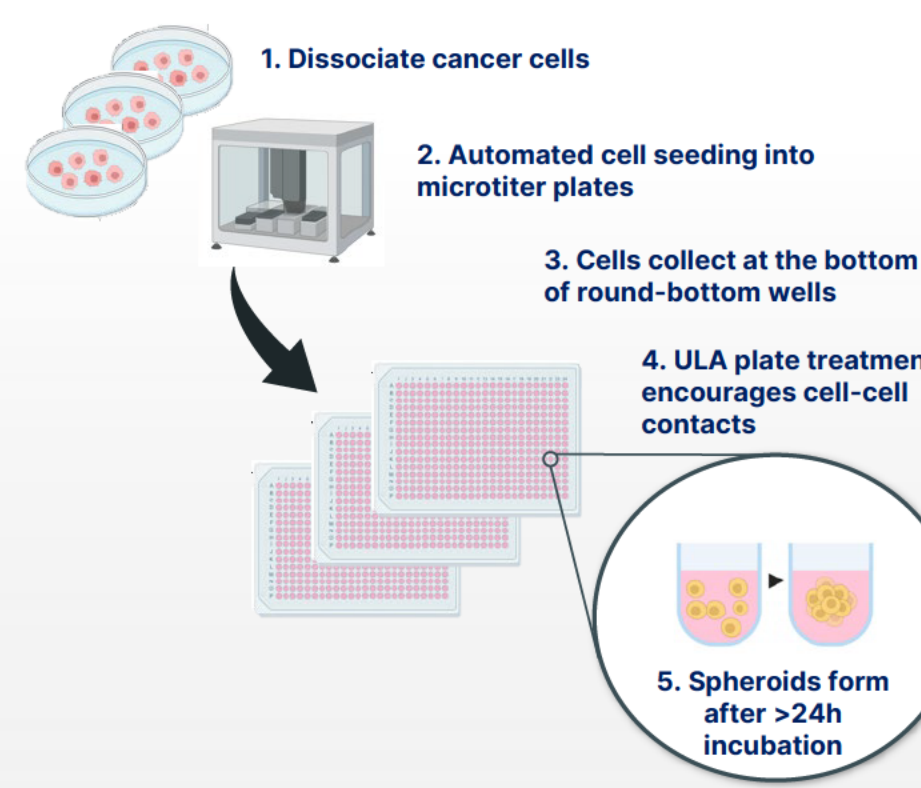 1. Dissociate cancer cells
2. Automated cell seeding into
microtiter plates
3. Cells collect at the bottom
of round-bottom wells
4. ULA plate treatmen
encourages cell-cell
contacts
5. Spheroids form
after >24h
incubation